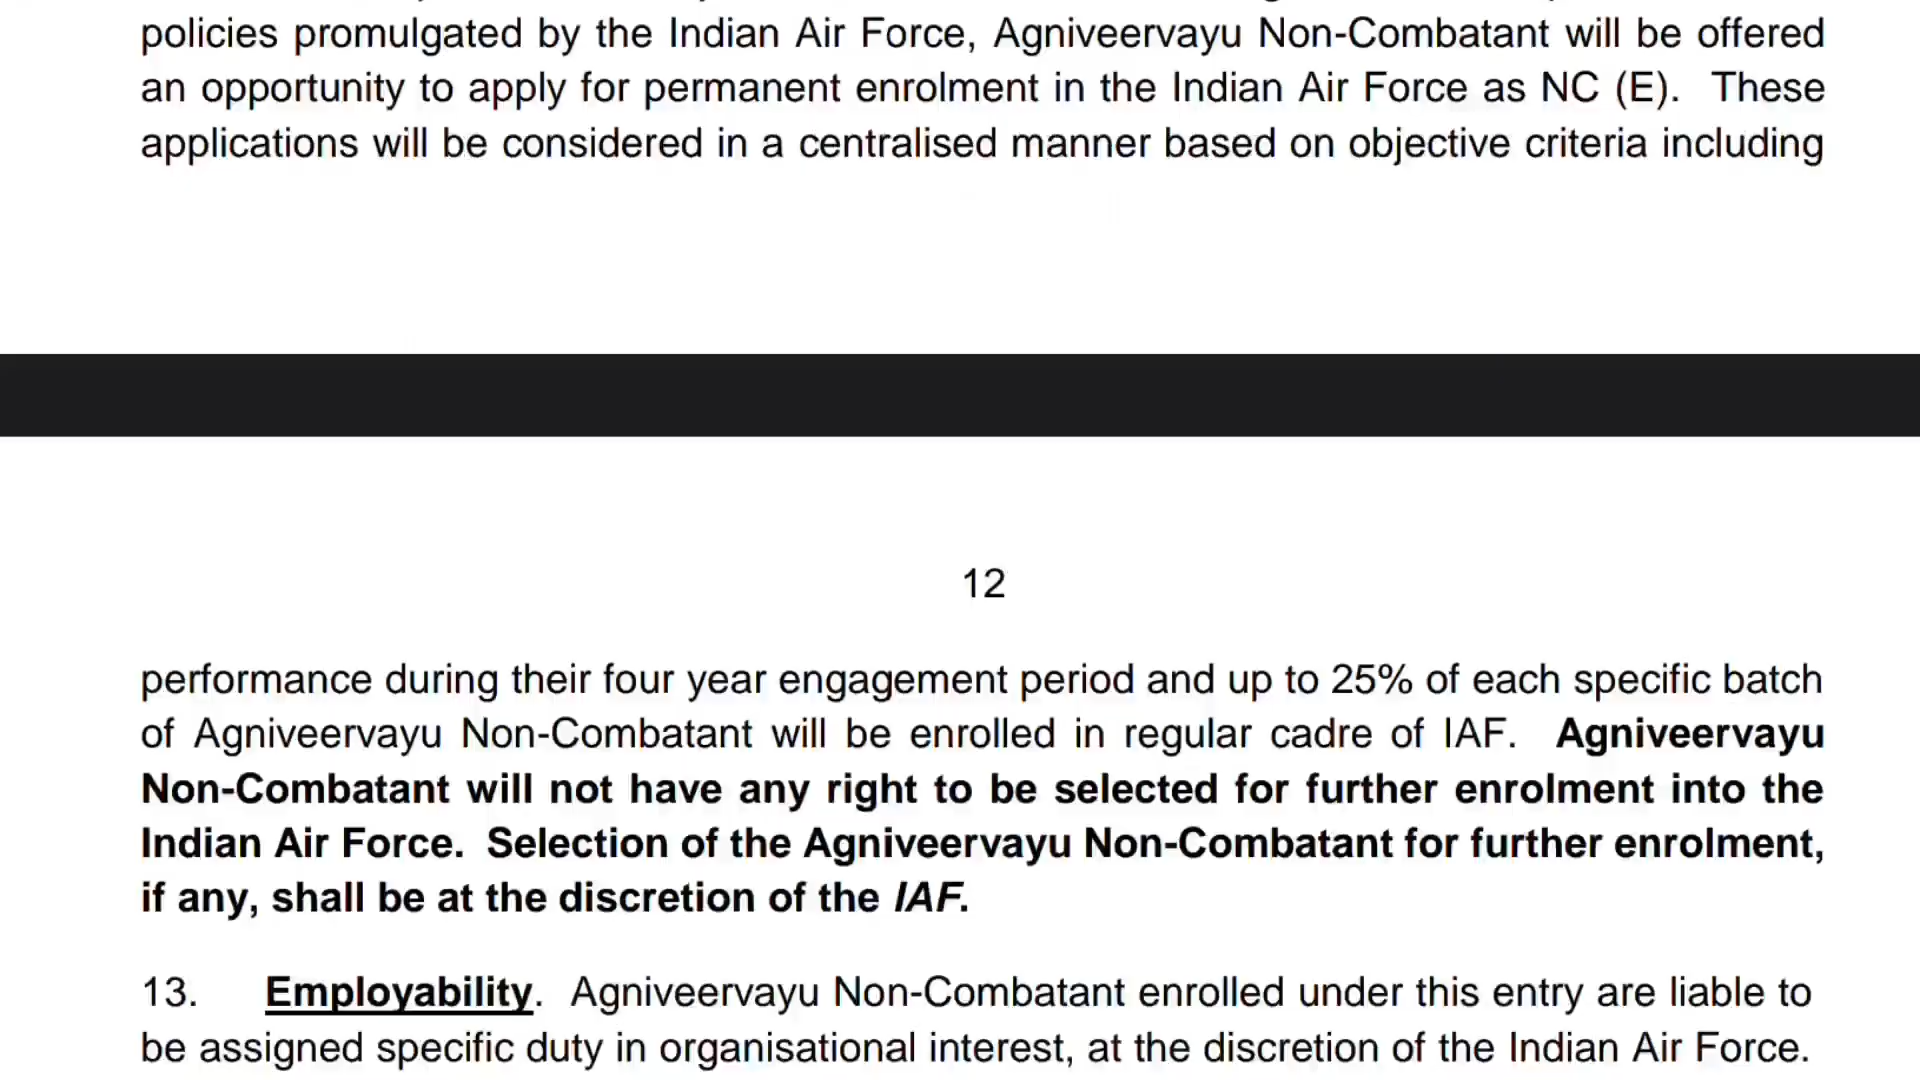 policies promulgated by the Indian Air Force, Agniveervayu Non-Combatant will be offered
an opportunity to apply for permanent enrolment in the Indian Air Force as NC (E). These
applications will be considered in a centralised manner based on objective criteria including
12
performance during their four year engagement period and up to 25% of each specific batch
of Agniveervayu Non-Combatant will be enrolled in regular cadre of IAF. Agniveervayu
Non-Combatant will not have any right to be selected for further enrolment into the
Indian Air Force. Selection of the Agniveervayu Non-Combatant for further enrolment,
if any, shall be at the discretion of the IAF.
13. Employability. Agniveervayu Non-Combatant enrolled under this entry are liable to
be assigned specific duty in organisational interest, at the discretion of the Indian Air Force.